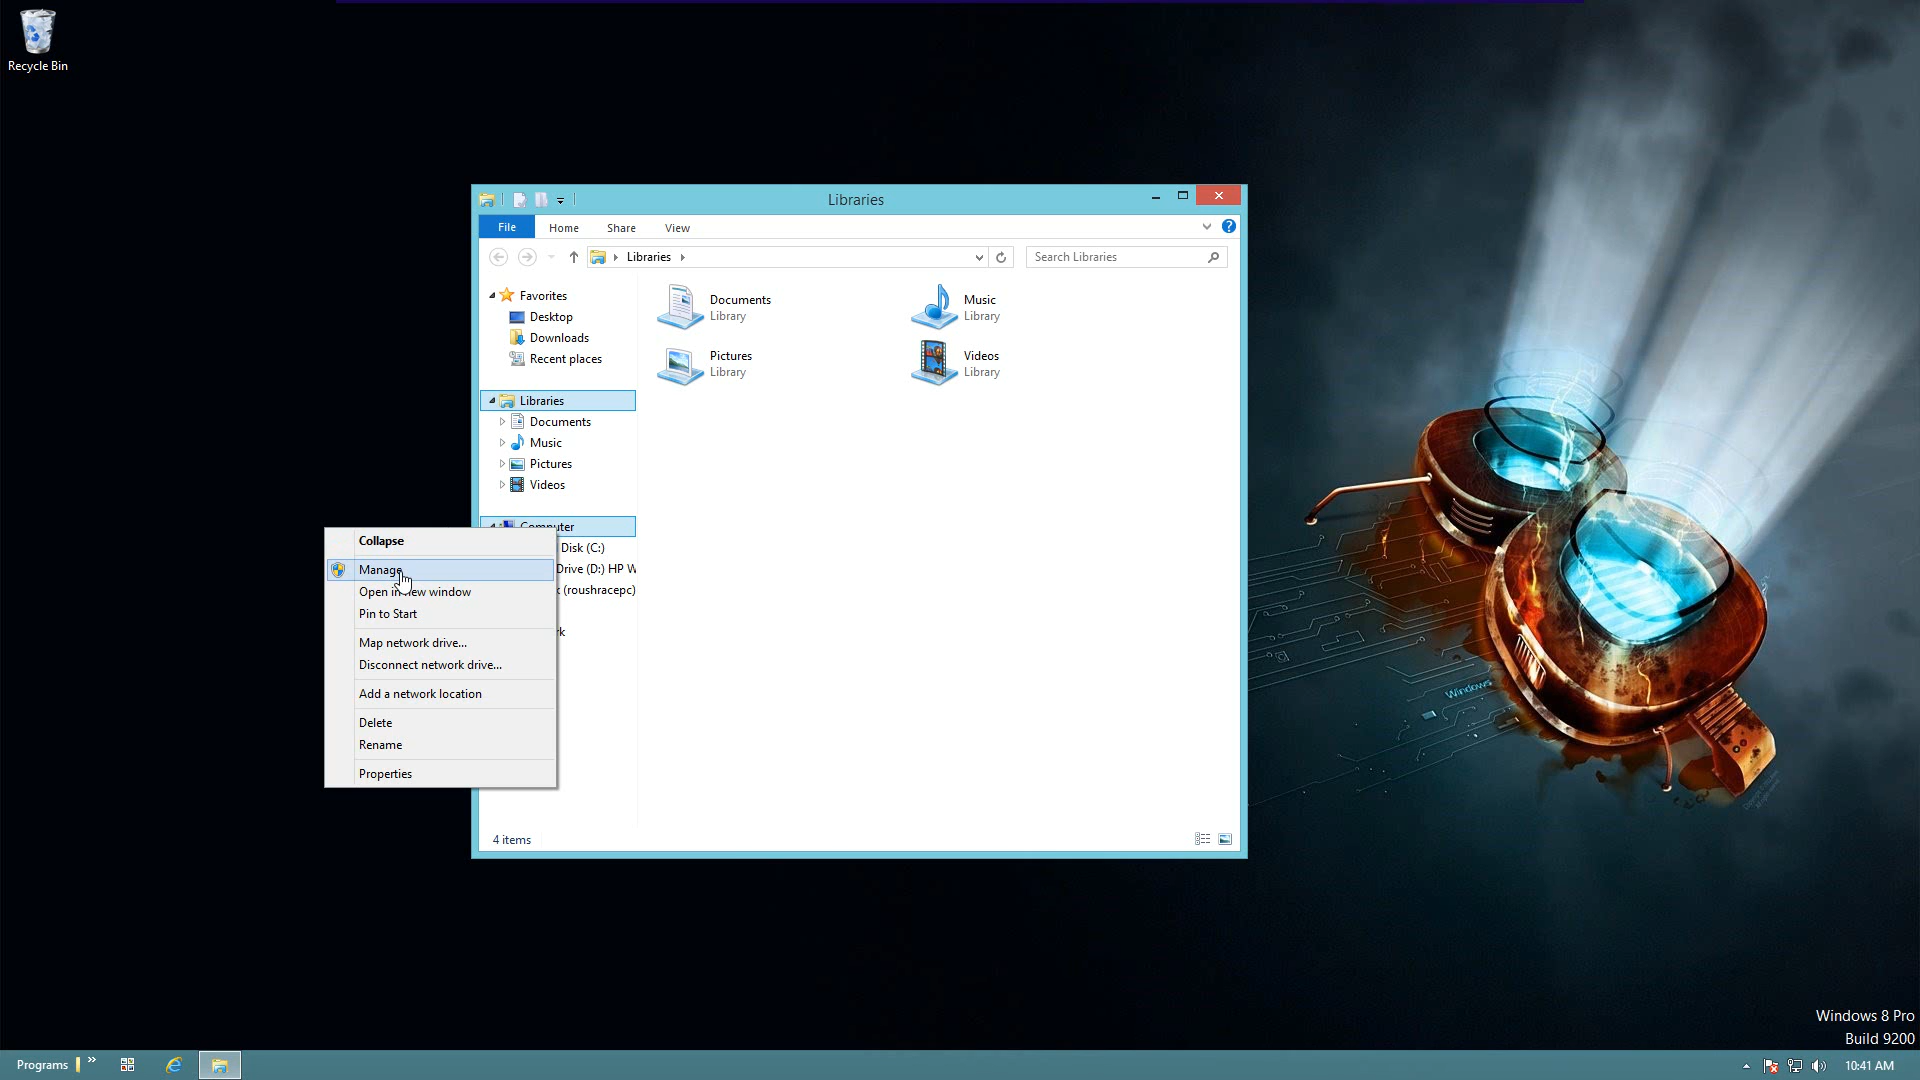 Recycle Bin
Libraries
File
Home
Share
View
Libraries
Search Libraries
Favorites
Desktop
Downloads
Recent places
Libraries
Documents
Music
Pictures
Videos
Computer
Disk (C:)
Drive (D:) HP W
(roushracepc)
rk
Documents
Library
Music
Library
Pictures
Library
Videos
Library
Collapse
Manage
Open in new window
Pin to Start
Map network drive...
Disconnect network drive...
Add a network location
Delete
Rename
Properties
4 items
Windows
Windows 8 Pro
Build 9200
Programs
10:41 AM